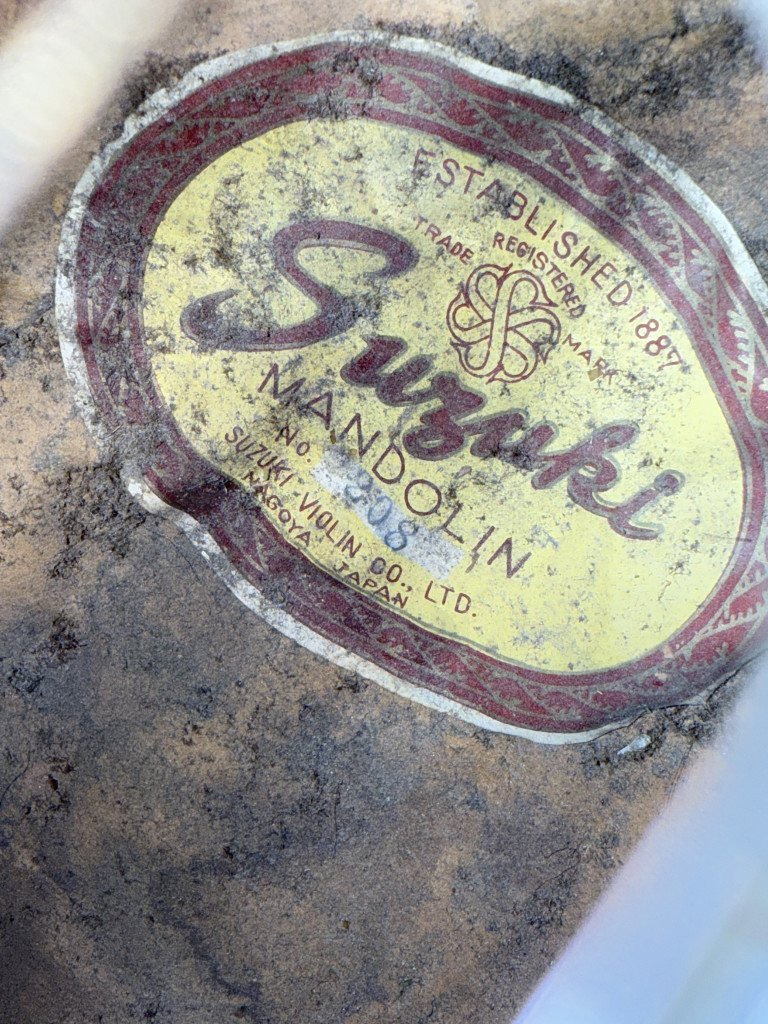 ESTABLISHED 1887
REGISTERED
TRADE MARK
Suzuki
MANDOLIN
No. 208
SUZUKI VIOLIN CO., LTD.
NAGOYA JAPAN